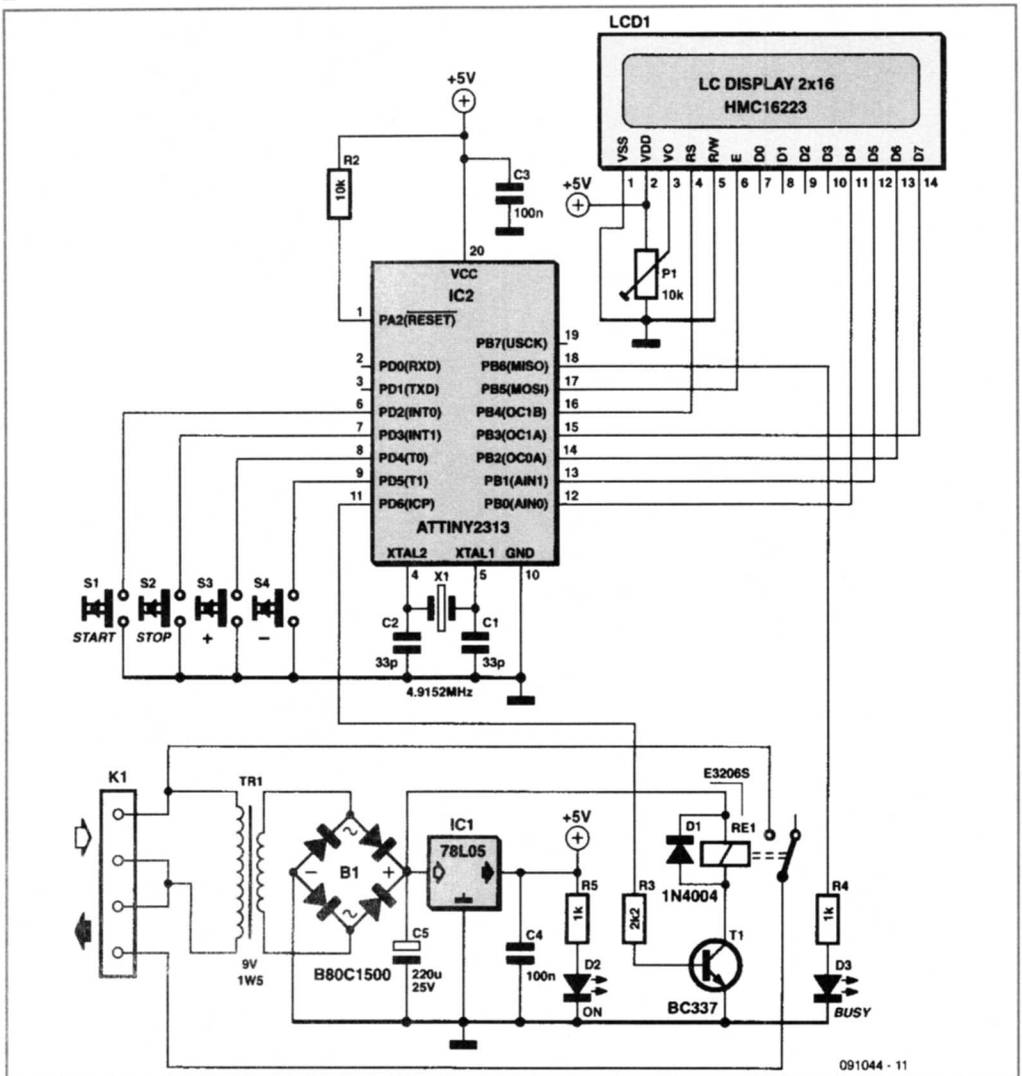 LCD1
LC DISPLAY 2x16
HMC16223
VSS VDD VO RS R/W E D0 D1 D2 D3 D4 D5 D6 D7
1 2 3 4 5 6 7 8 9 10 11 12 13 14
+5V
P1
10k
+5V
R2
10k
C3
100n
20
VCC
IC2
1 PA2(RESET)
2 PD0(RXD)
3 PD1(TXD)
6 PD2(INT0)
7 PD3(INT1)
8 PD4(T0)
9 PD5(T1)
11 PD6(ICP)
PB7(USCK) 19
PB6(MISO) 18
PB5(MOSI) 17
PB4(OC1B) 16
PB3(OC1A) 15
PB2(OC0A) 14
PB1(AIN1) 13
PB0(AIN0) 12
ATTINY2313
XTAL2 XTAL1 GND
4 5 10
X1
C2
33p
C1
33p
4.9152MHz
S1 S2 S3 S4
START STOP + −
K1
TR1
9V
1W5
~
− B1 +
~
B80C1500
C5
220u
25V
IC1
78L05
C4
100n
+5V
R5
1k
D2
ON
R3
2k2
E3206S
D1
RE1
1N4004
T1
BC337
R4
1k
D3
BUSY
091044 - 11